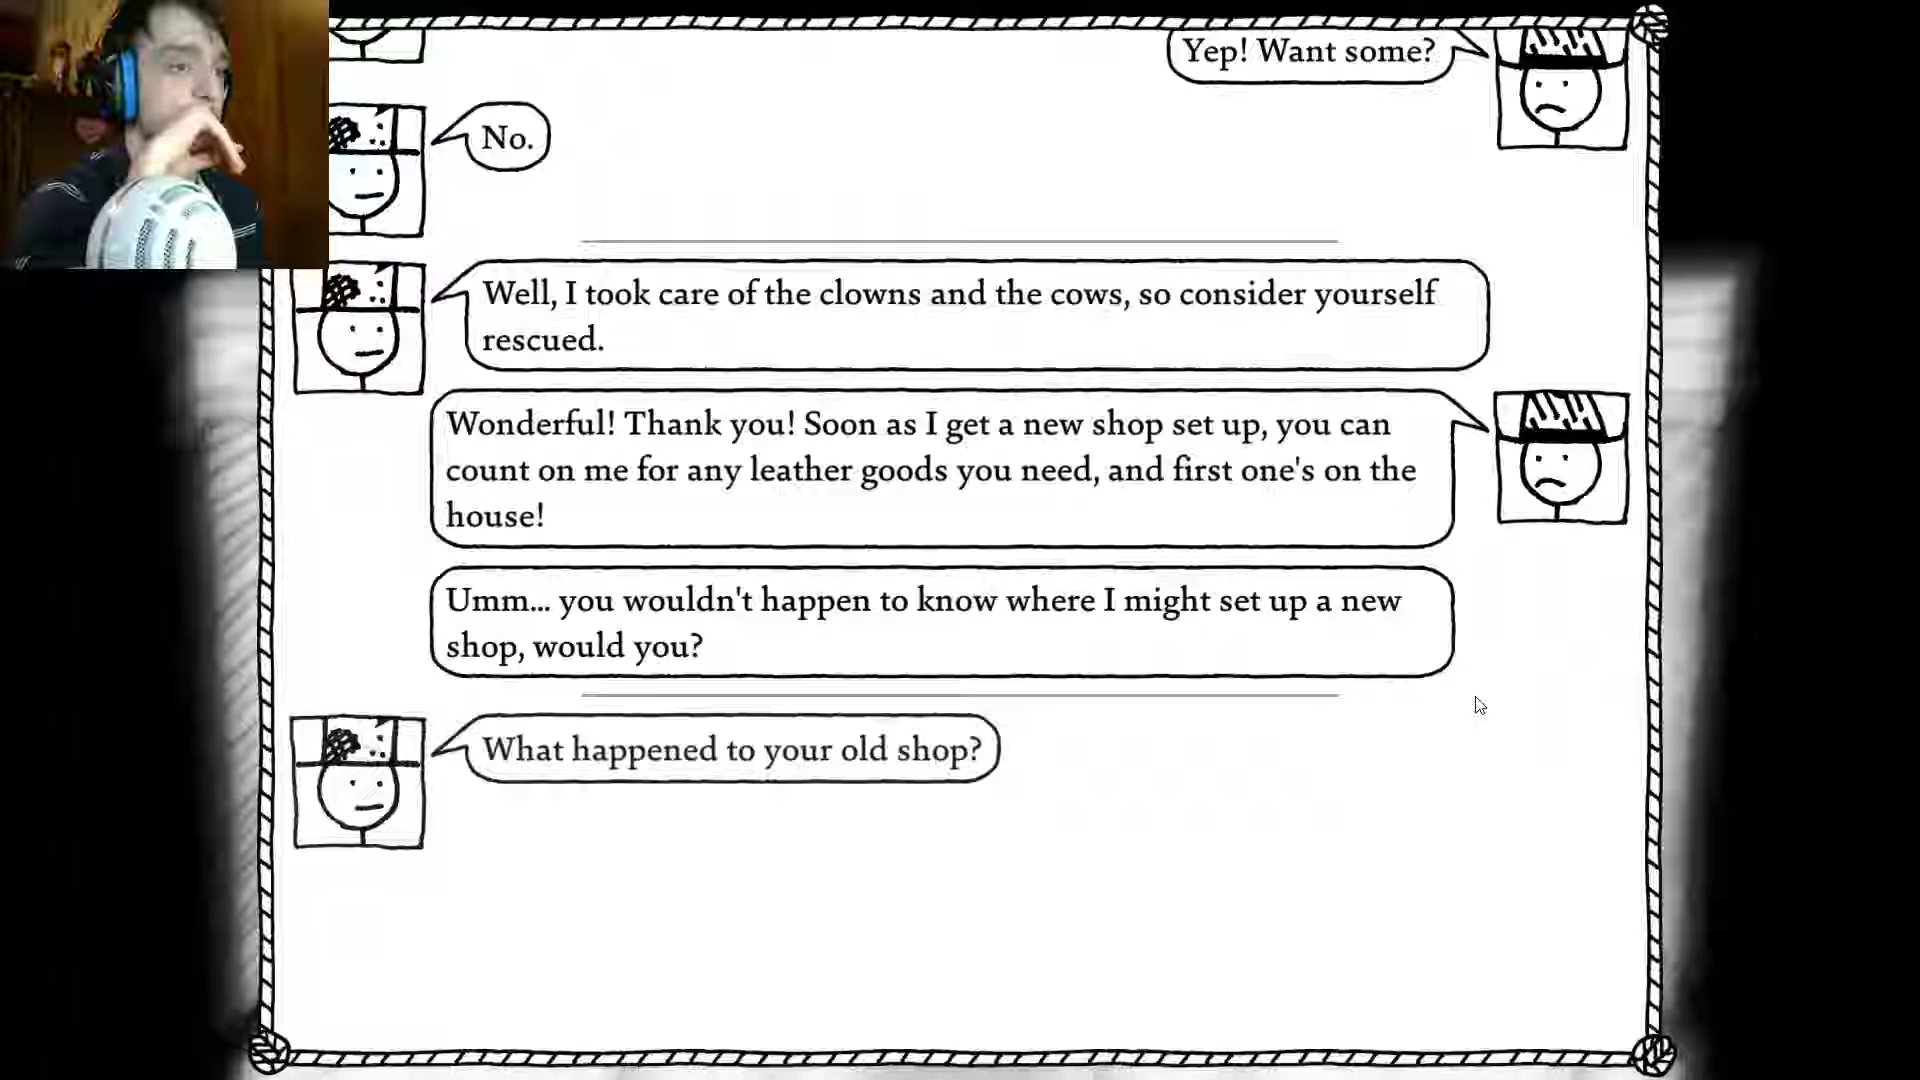 Yep! Want some?
No.
Well, I took care of the clowns and the cows, so consider yourself
rescued.
Wonderful! Thank you! Soon as I get a new shop set up, you can
count on me for any leather goods you need, and first one's on the
house!
Umm... you wouldn't happen to know where I might set up a new
shop, would you?
What happened to your old shop?